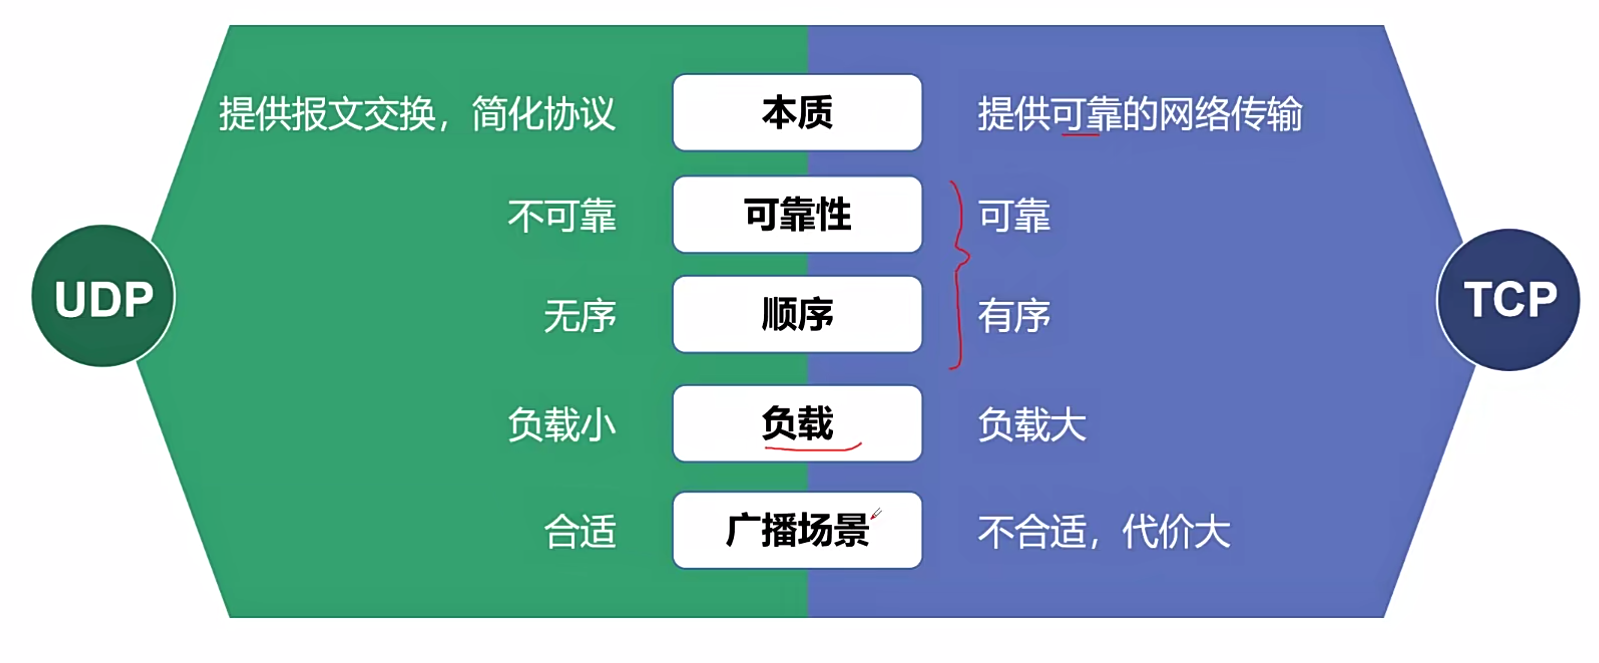 提供报文交换，简化协议 本质 提供可靠的网络传输
不可靠 可靠性 可靠
UDP TCP
无序 顺序 有序
负载小 负载 负载大
合适 广播场景 不合适，代价大